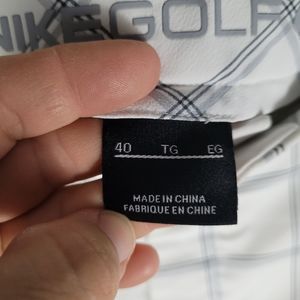 NIKEGOLF
40 TG EG
MADE IN CHINA
FABRIQUE EN CHINE